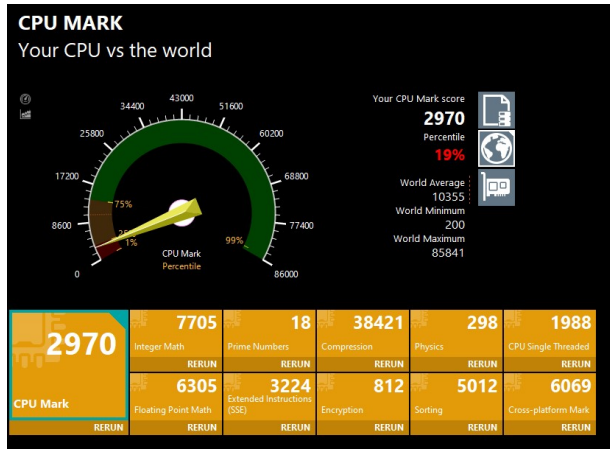 CPU MARK
Your CPU vs the world
43000
34400
51600
25800
60200
17200
68800
8600
77400
0
86000
75%
25%
1%
99%
CPU Mark
Percentile
Your CPU Mark score
2970
Percentile
19%
World Average
10355
World Minimum
200
World Maximum
85841
2970
CPU Mark
RERUN
7705
Integer Math
RERUN
18
Prime Numbers
RERUN
38421
Compression
RERUN
298
Physics
RERUN
1988
CPU Single Threaded
RERUN
6305
Floating Point Math
RERUN
3224
Extended Instructions
(SSE)
RERUN
812
Encryption
RERUN
5012
Sorting
RERUN
6069
Cross-platform Mark
RERUN